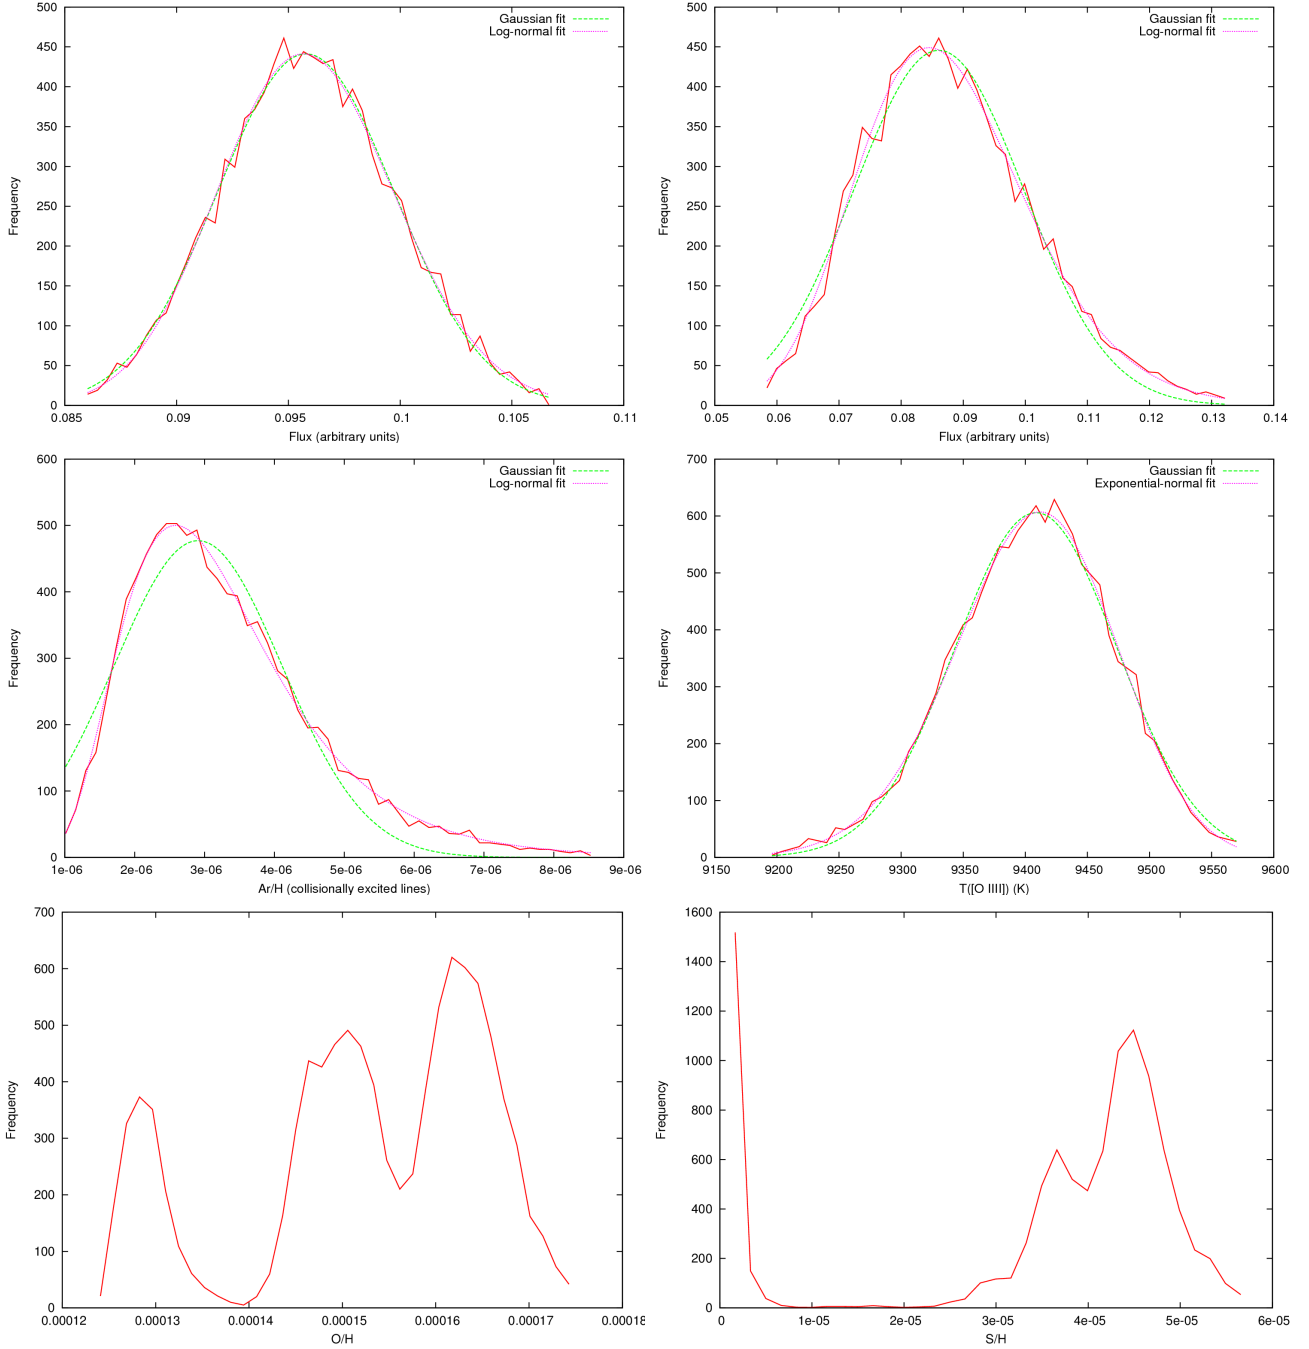 500
450
400
350
300
250
200
150
100
50
0
Frequency
Gaussian fit
Log-normal fit
0.085 0.09 0.095 0.1 0.105 0.11
Flux (arbitrary units)
500
450
400
350
300
250
200
150
100
50
0
Frequency
Gaussian fit
Log-normal fit
0.05 0.06 0.07 0.08 0.09 0.1 0.11 0.12 0.13 0.14
Flux (arbitrary units)
600
500
400
300
200
100
0
Frequency
Gaussian fit
Log-normal fit
1e-06 2e-06 3e-06 4e-06 5e-06 6e-06 7e-06 8e-06 9e-06
Ar/H (collisionally excited lines)
700
600
500
400
300
200
100
0
Frequency
Gaussian fit
Exponential-normal fit
9150 9200 9250 9300 9350 9400 9450 9500 9550 9600
T([O IIII]) (K)
700
600
500
400
300
200
100
0
Frequency
0.00012 0.00013 0.00014 0.00015 0.00016 0.00017 0.00018
O/H
1600
1400
1200
1000
800
600
400
200
0
Frequency
0 1e-05 2e-05 3e-05 4e-05 5e-05 6e-05
S/H